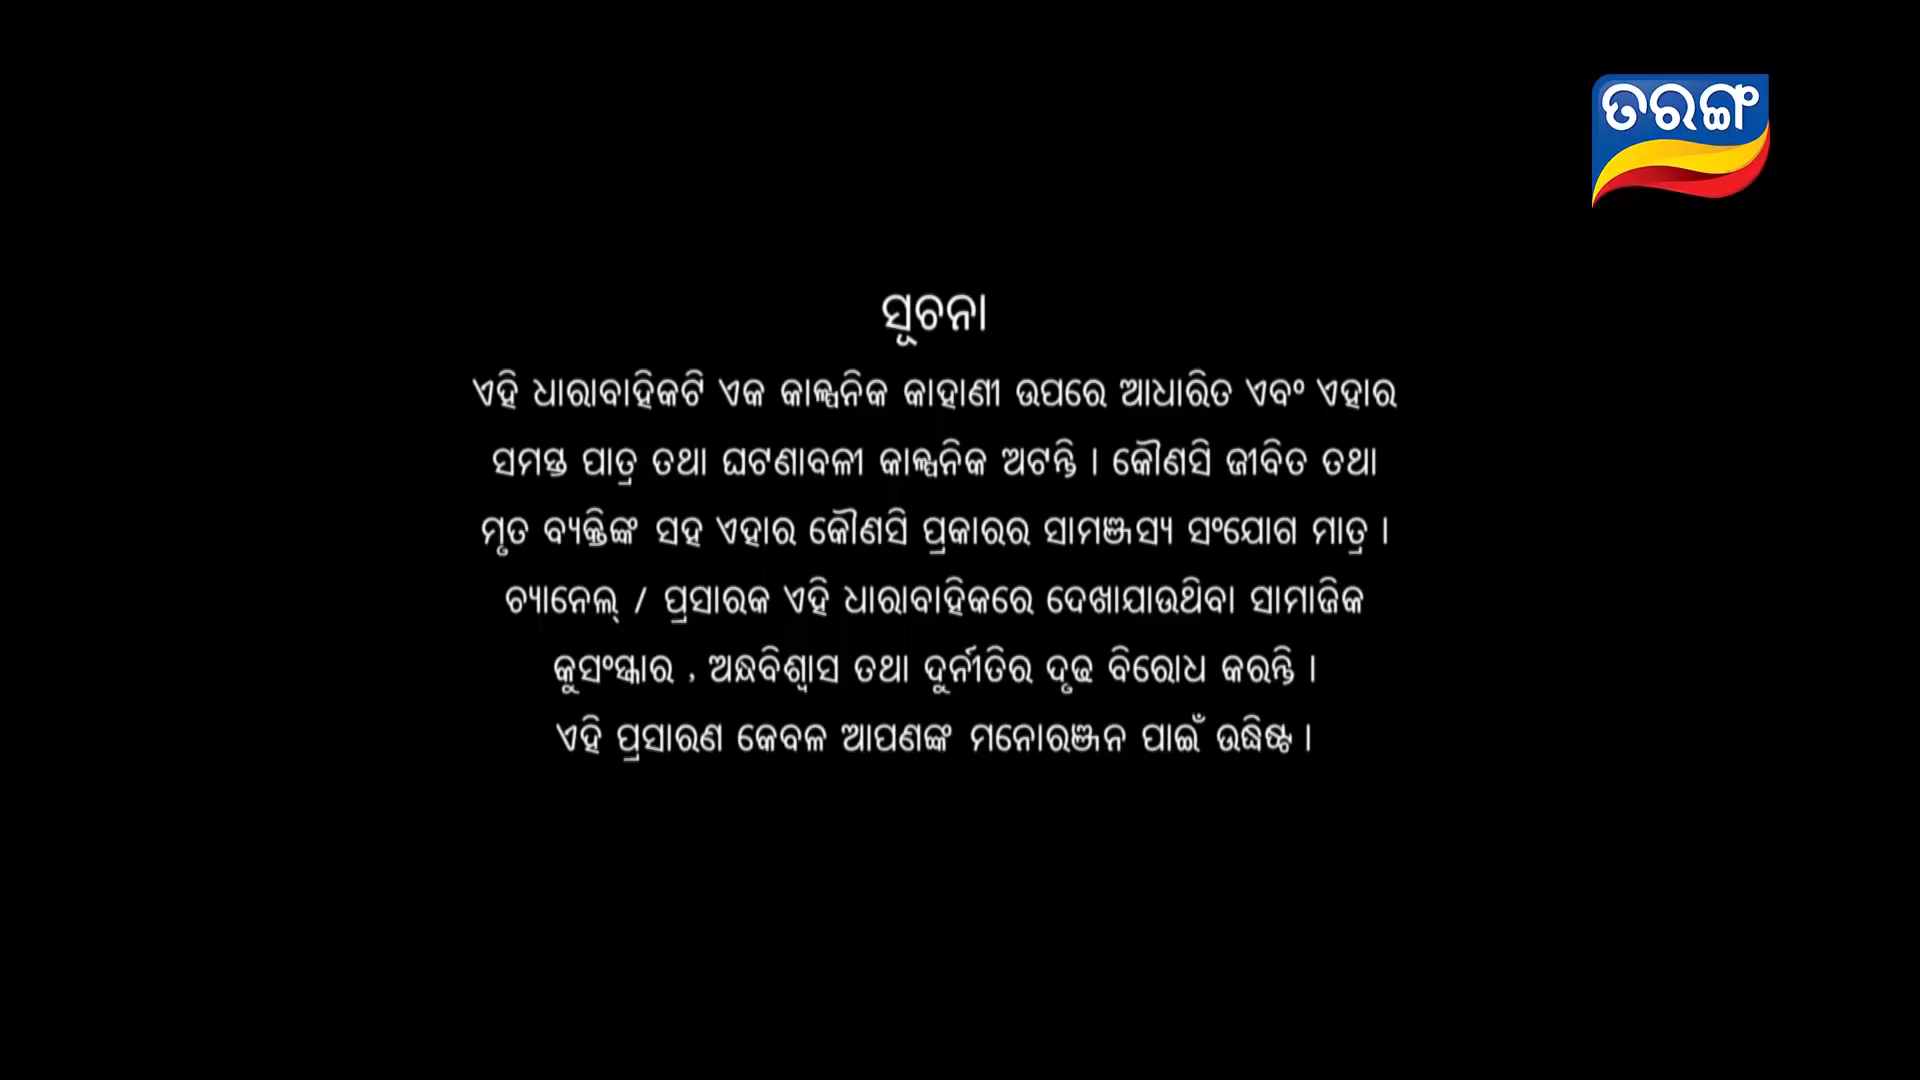 ତରଙ୍ଗ
ସୂଚନା
ଏହି ଧାରାବାହିକଟି ଏକ କାଳ୍ପନିକ କାହାଣୀ ଉପରେ ଆଧାରିତ ଏବଂ ଏହାର
ସମସ୍ତ ପାତ୍ର ତଥା ଘଟଣାବଳୀ କାଳ୍ପନିକ ଅଟନ୍ତି । କୌଣସି ଜୀବିତ ତଥା
ମୃତ ବ୍ୟକ୍ତିଙ୍କ ସହ ଏହାର କୌଣସି ପ୍ରକାରର ସାମଞ୍ଜସ୍ୟ ସଂଯୋଗ ମାତ୍ର ।
ଚ୍ୟାନେଲ୍ / ପ୍ରସାରକ ଏହି ଧାରାବାହିକରେ ଦେଖାଯାଉଥିବା ସାମାଜିକ
କୁସଂସ୍କାର , ଅନ୍ଧବିଶ୍ୱାସ ତଥା ଦୁର୍ନୀତିର ଦୃଢ ବିରୋଧ କରନ୍ତି ।
ଏହି ପ୍ରସାରଣ କେବଳ ଆପଣଙ୍କ ମନୋରଞ୍ଜନ ପାଇଁ ଉଦ୍ଧିଷ୍ଟ ।